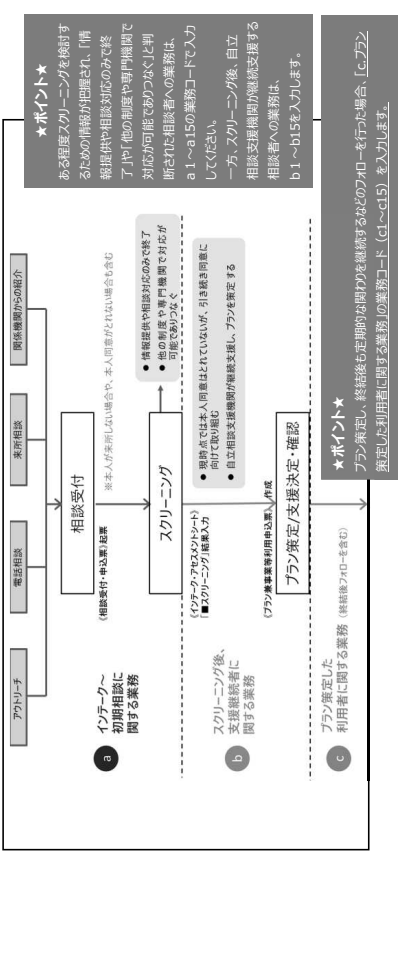 アウトリーチ
電話相談
来所相談
関係機関からの紹介
a
インテーク～
初期相談に
関する業務
相談受付
※本人が来所しない場合や、本人同意がとれない場合も含む
《相談受付・申込票》起票
スクリーニング
● 情報提供や相談対応のみで終了
● 他の制度や専門機関で対応が
可能でありつなぐ
《インテーク・アセスメントシート》
「■スクリーニング」結果入力
b
スクリーニング後、
支援継続者に
関する業務
● 現時点では本人同意はとれていないが、引き続き同意に
向けて取り組む
● 自立相談支援機関が継続支援し、プランを策定する
《プラン兼事業等利用申込票》作成
プラン策定/支援決定・確認
c
プラン策定した
利用者に関する業務（終結後フォローを含む）
★ポイント★
ある程度スクリーニングを検討す
るための情報が把握され、「情
報提供や相談対応のみで終
了」や「他の制度や専門機関で
対応が可能でありつなぐ」と判
断された相談者への業務は、
a１～a15の業務コードで入力
してください。
一方、スクリーニング後、自立
相談支援機関が継続支援する
相談者への業務は、
b１～b15を入力します。
★ポイント★
プラン策定し、終結後も定期的な関わりを継続するなどのフォローを行った場合、「c.プラン
策定した利用者に関する業務」の業務コード（c1～c15）を入力します。